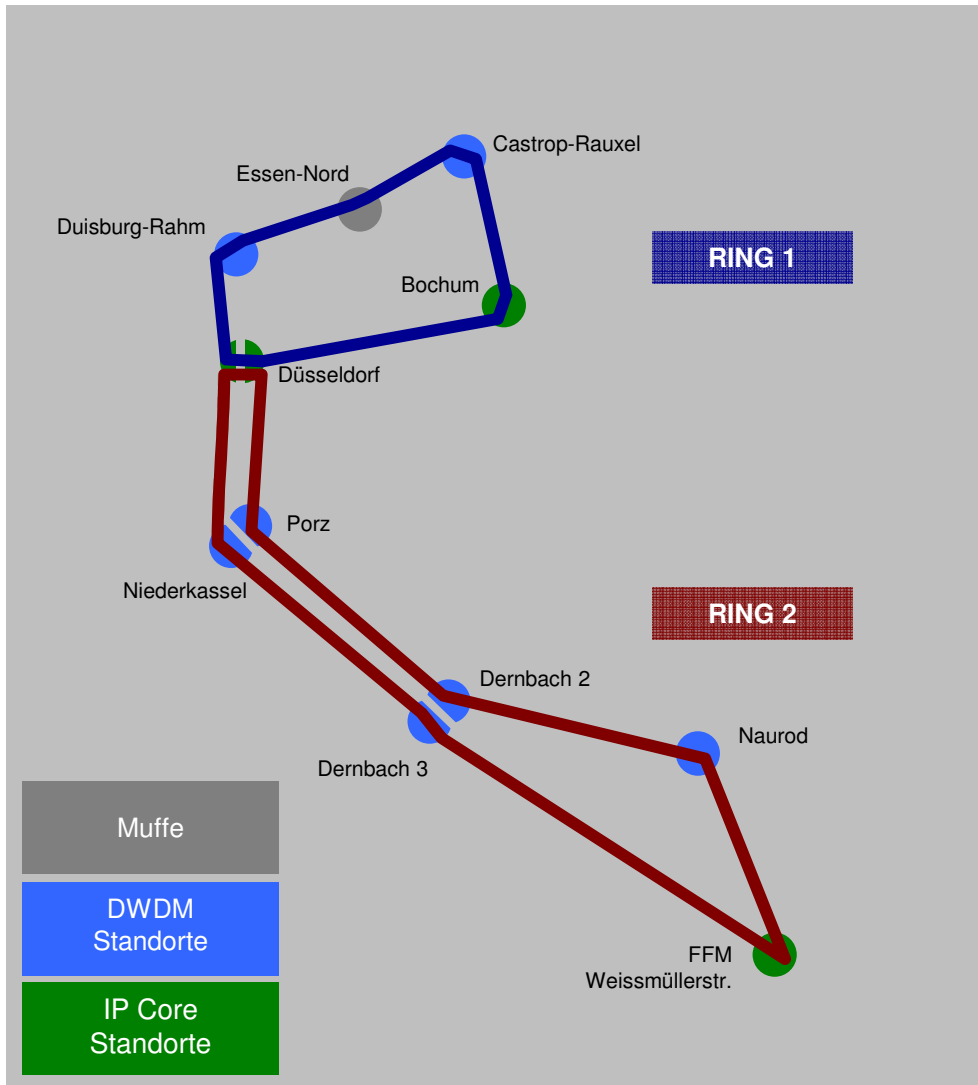 Castrop-Rauxel
Essen-Nord
Duisburg-Rahm
RING 1
Bochum
Düsseldorf
Porz
Niederkassel
RING 2
Dernbach 2
Naurod
Dernbach 3
Muffe
DWDM
Standorte
FFM
Weissmüllerstr.
IP Core
Standorte